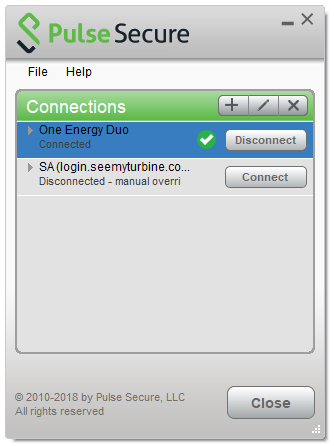 Pulse Secure
File Help
Connections
One Energy Duo
Connected
Disconnect
SA (login.seemyturbine.co...
Disconnected - manual overri
Connect
© 2010-2018 by Pulse Secure, LLC
All rights reserved
Close